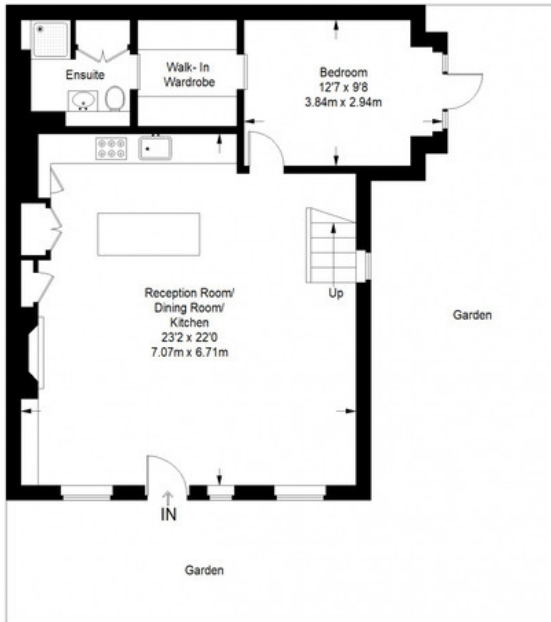 Ensuite
Walk- In
Wardrobe
Bedroom
12'7 x 9'8
3.84m x 2.94m
Up
Reception Room/
Dining Room/
Kitchen
23'2 x 22'0
7.07m x 6.71m
Garden
IN
Garden